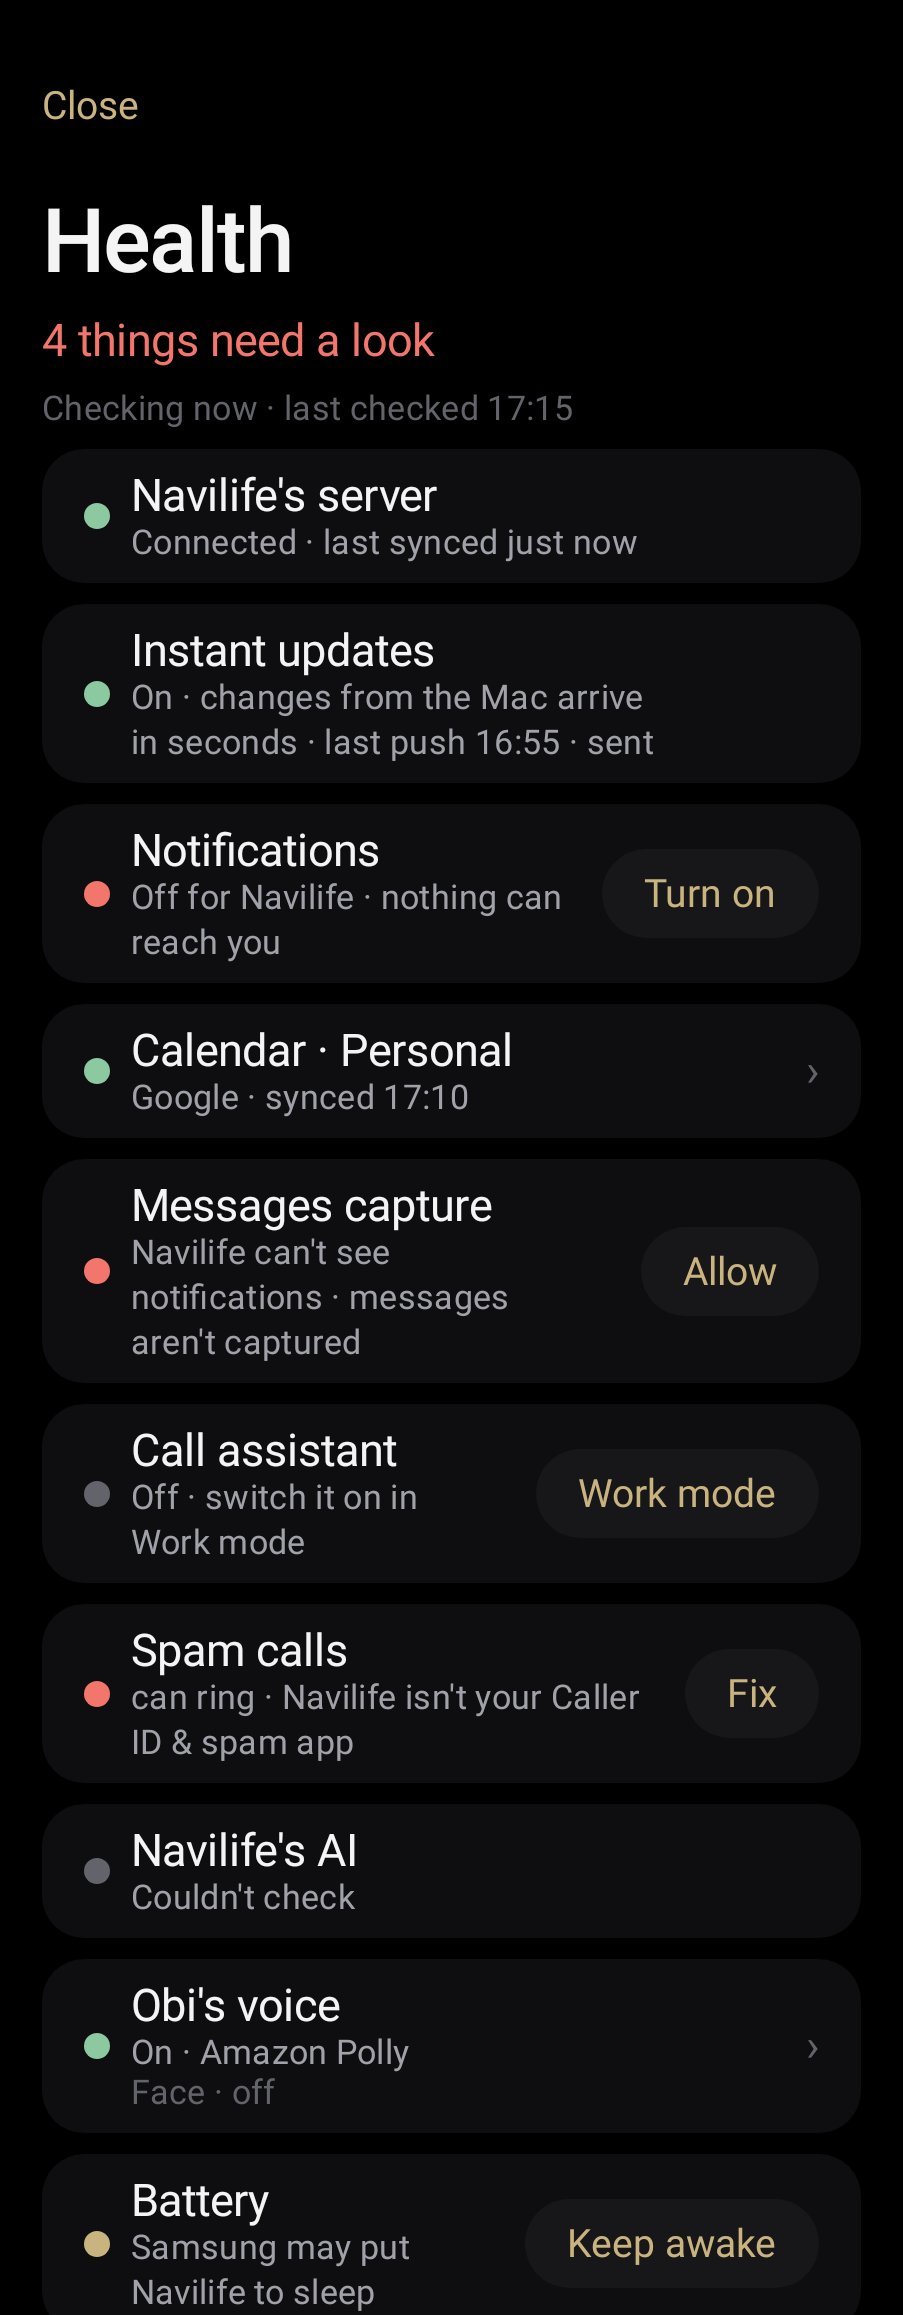 Close
Health
4 things need a look
Checking now · last checked 17:15
Navilife's server
Connected · last synced just now
Instant updates
On · changes from the Mac arrive
in seconds · last push 16:55 · sent
Notifications
Off for Navilife · nothing can
reach you
Turn on
Calendar · Personal
Google · synced 17:10
›
Messages capture
Navilife can't see
notifications · messages
aren't captured
Allow
Call assistant
Off · switch it on in
Work mode
Work mode
Spam calls
can ring · Navilife isn't your Caller
ID & spam app
Fix
Navilife's AI
Couldn't check
Obi's voice
On · Amazon Polly
Face · off
›
Battery
Samsung may put
Navilife to sleep
Keep awake